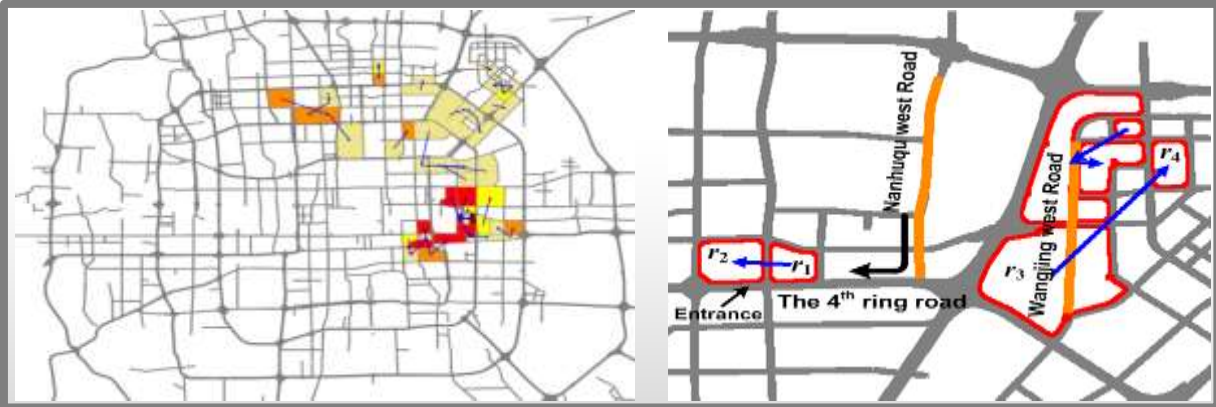 Nanhuqu west Road
Wangjing west Road
r4
r2
r1
r3
The 4th ring road
Entrance